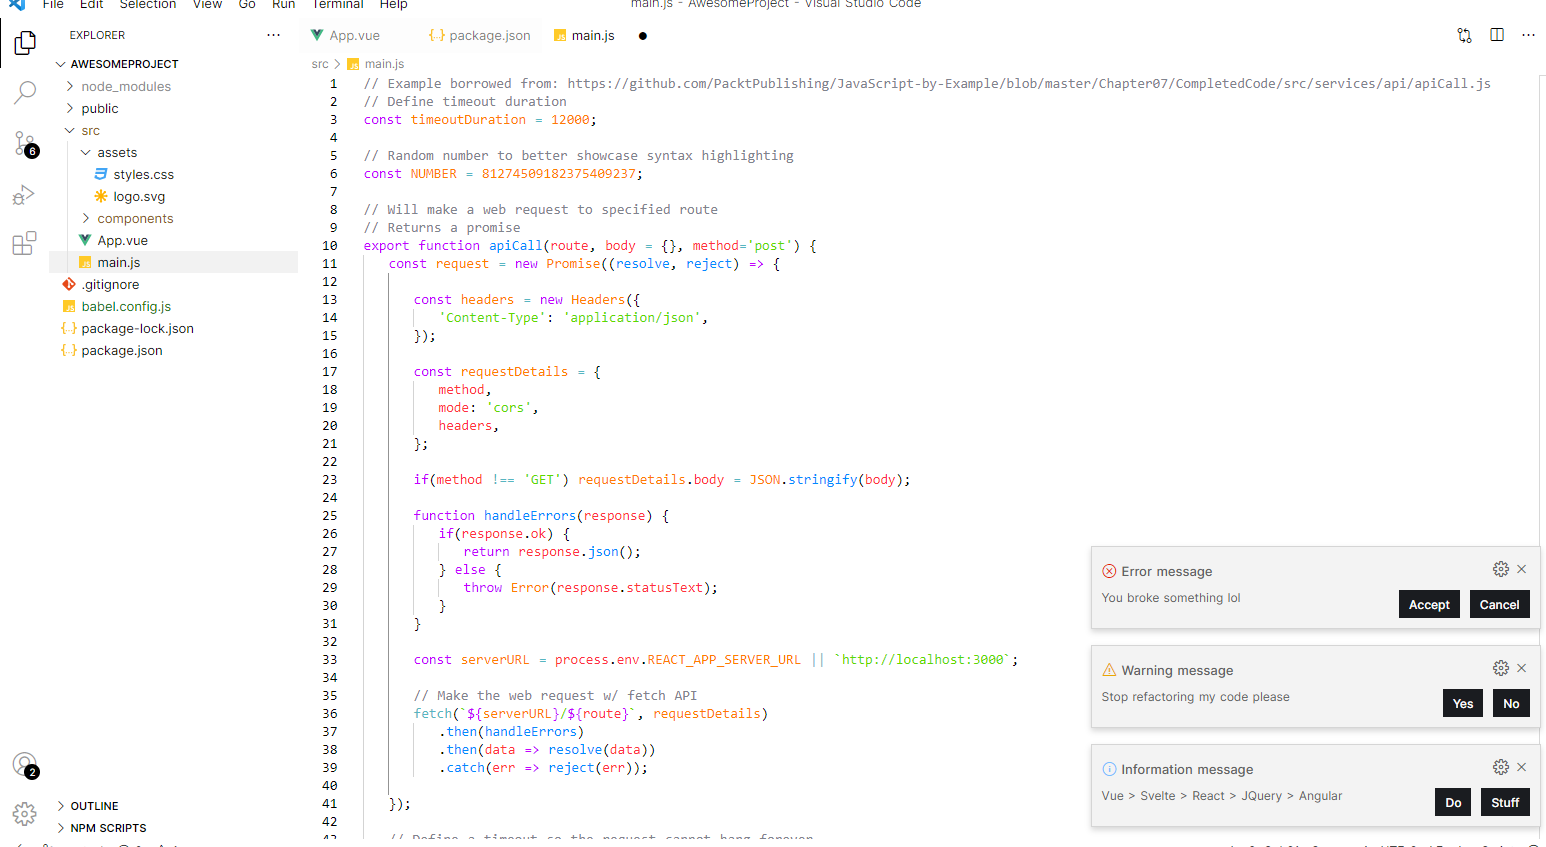 File Edit Selection View Go Run Terminal Help
main.js - AwesomeProject - Visual Studio Code
EXPLORER
App.vue
package.json
main.js
AWESOMEPROJECT
node_modules
public
src
assets
styles.css
logo.svg
components
App.vue
main.js
.gitignore
babel.config.js
package-lock.json
package.json
6
2
OUTLINE
NPM SCRIPTS
src > main.js
1 // Example borrowed from: https://github.com/PacktPublishing/JavaScript-by-Example/blob/master/Chapter07/CompletedCode/src/services/api/apiCall.js
2 // Define timeout duration
3 const timeoutDuration = 12000;
4
5 // Random number to better showcase syntax highlighting
6 const NUMBER = 81274509182375409237;
7
8 // Will make a web request to specified route
9 // Returns a promise
10 export function apiCall(route, body = {}, method='post') {
11 const request = new Promise((resolve, reject) => {
12
13 const headers = new Headers({
14 'Content-Type': 'application/json',
15 });
16
17 const requestDetails = {
18 method,
19 mode: 'cors',
20 headers,
21 };
22
23 if(method !== 'GET') requestDetails.body = JSON.stringify(body);
24
25 function handleErrors(response) {
26 if(response.ok) {
27 return response.json();
28 } else {
29 throw Error(response.statusText);
30 }
31 }
32
33 const serverURL = process.env.REACT_APP_SERVER_URL || `http://localhost:3000`;
34
35 // Make the web request w/ fetch API
36 fetch(`${serverURL}/${route}`, requestDetails)
37 .then(handleErrors)
38 .then(data => resolve(data))
39 .catch(err => reject(err));
40
41 });
42
43 // Define a timeout so the request cannot hang forever
Error message
You broke something lol
Accept Cancel
Warning message
Stop refactoring my code please
Yes No
Information message
Vue > Svelte > React > JQuery > Angular
Do Stuff